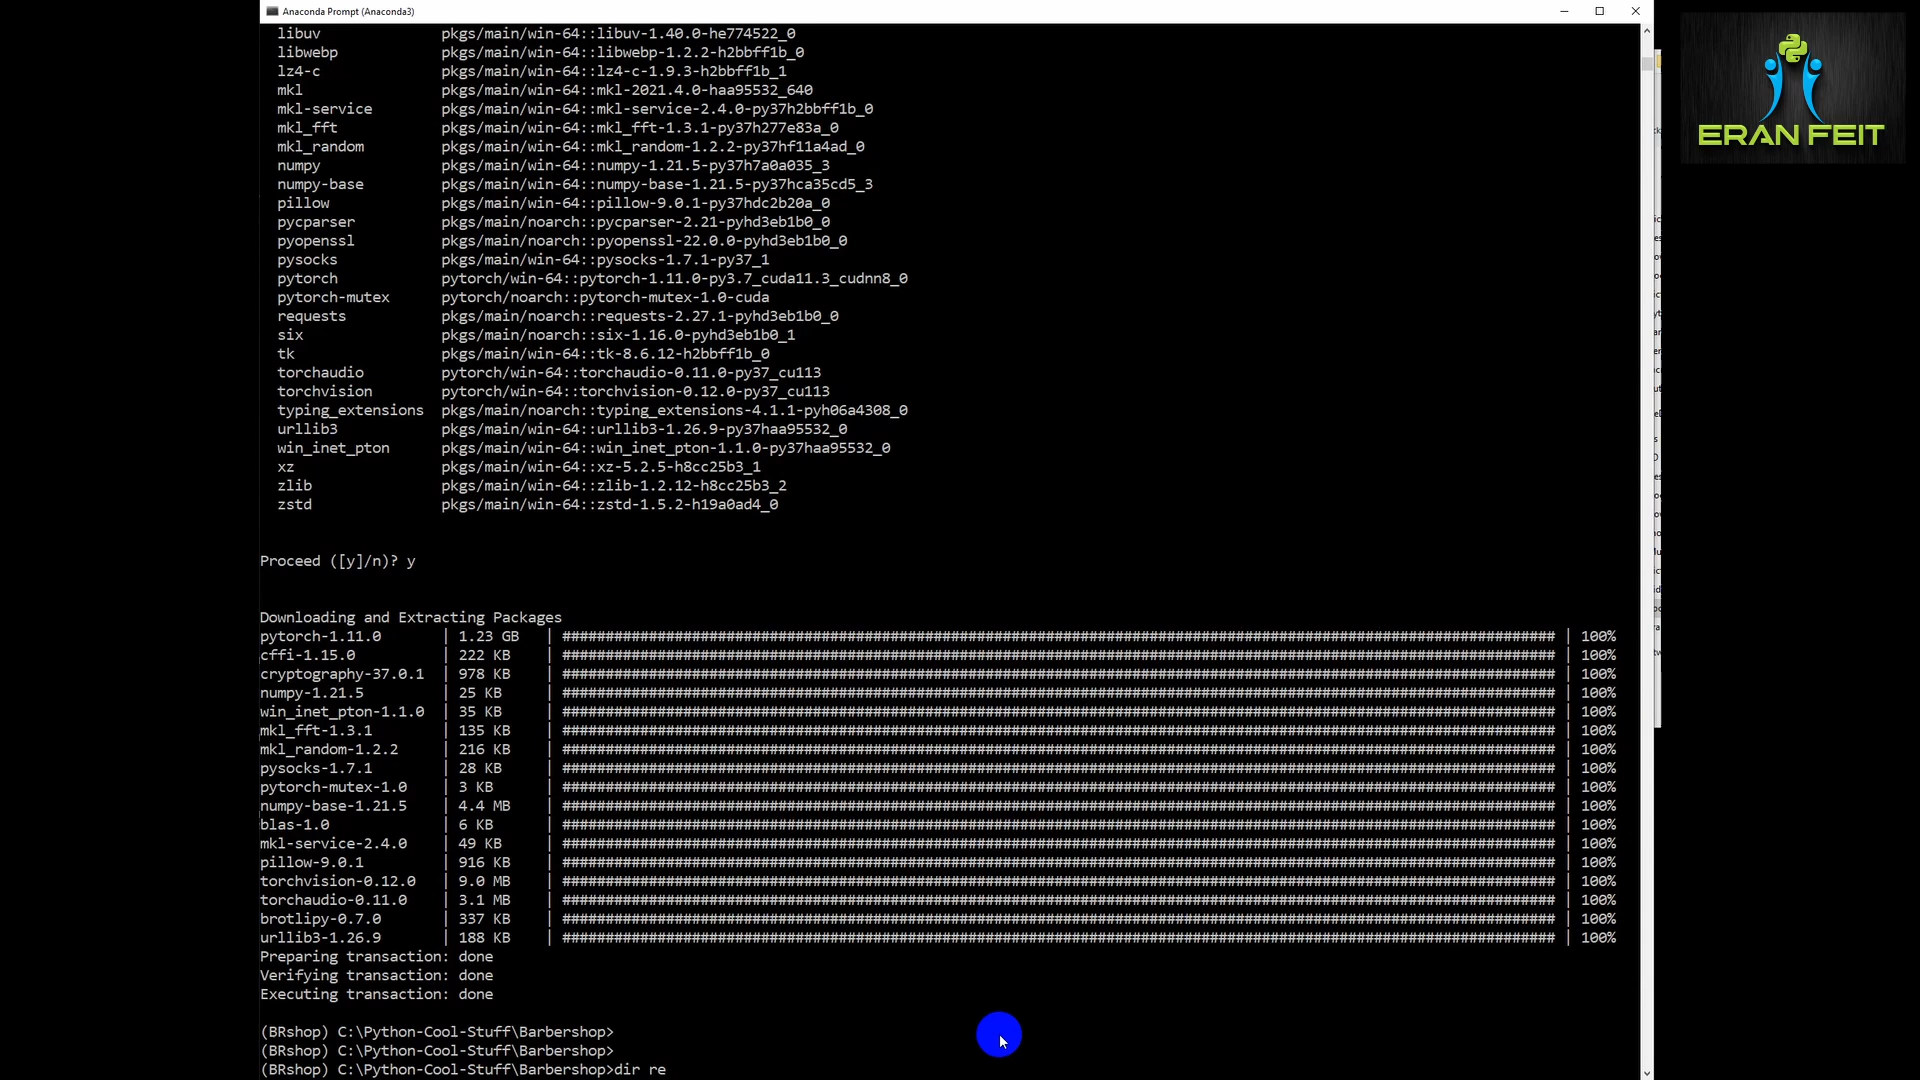 Anaconda Prompt (Anaconda3)
libuv pkgs/main/win-64::libuv-1.40.0-he774522_0
libwebp pkgs/main/win-64::libwebp-1.2.2-h2bbff1b_0
lz4-c pkgs/main/win-64::lz4-c-1.9.3-h2bbff1b_1
mkl pkgs/main/win-64::mkl-2021.4.0-haa95532_640
mkl-service pkgs/main/win-64::mkl-service-2.4.0-py37h2bbff1b_0
mkl_fft pkgs/main/win-64::mkl_fft-1.3.1-py37h277e83a_0
mkl_random pkgs/main/win-64::mkl_random-1.2.2-py37hf11a4ad_0
numpy pkgs/main/win-64::numpy-1.21.5-py37h7a0a035_3
numpy-base pkgs/main/win-64::numpy-base-1.21.5-py37hca35cd5_3
pillow pkgs/main/win-64::pillow-9.0.1-py37hdc2b20a_0
pycparser pkgs/main/noarch::pycparser-2.21-pyhd3eb1b0_0
pyopenssl pkgs/main/noarch::pyopenssl-22.0.0-pyhd3eb1b0_0
pysocks pkgs/main/win-64::pysocks-1.7.1-py37_1
pytorch pytorch/win-64::pytorch-1.11.0-py3.7_cuda11.3_cudnn8_0
pytorch-mutex pytorch/noarch::pytorch-mutex-1.0-cuda
requests pkgs/main/noarch::requests-2.27.1-pyhd3eb1b0_0
six pkgs/main/noarch::six-1.16.0-pyhd3eb1b0_1
tk pkgs/main/win-64::tk-8.6.12-h2bbff1b_0
torchaudio pytorch/win-64::torchaudio-0.11.0-py37_cu113
torchvision pytorch/win-64::torchvision-0.12.0-py37_cu113
typing_extensions pkgs/main/noarch::typing_extensions-4.1.1-pyh06a4308_0
urllib3 pkgs/main/win-64::urllib3-1.26.9-py37haa95532_0
win_inet_pton pkgs/main/win-64::win_inet_pton-1.1.0-py37haa95532_0
xz pkgs/main/win-64::xz-5.2.5-h8cc25b3_1
zlib pkgs/main/win-64::zlib-1.2.12-h8cc25b3_2
zstd pkgs/main/win-64::zstd-1.5.2-h19a0ad4_0
Proceed ([y]/n)? y
Downloading and Extracting Packages
pytorch-1.11.0 | 1.23 GB | ################################################################################################################### | 100%
cffi-1.15.0 | 222 KB | ################################################################################################################### | 100%
cryptography-37.0.1 | 978 KB | ################################################################################################################### | 100%
numpy-1.21.5 | 25 KB | ################################################################################################################### | 100%
win_inet_pton-1.1.0 | 35 KB | ################################################################################################################### | 100%
mkl_fft-1.3.1 | 135 KB | ################################################################################################################### | 100%
mkl_random-1.2.2 | 216 KB | ################################################################################################################### | 100%
pysocks-1.7.1 | 28 KB | ################################################################################################################### | 100%
pytorch-mutex-1.0 | 3 KB | ################################################################################################################### | 100%
numpy-base-1.21.5 | 4.4 MB | ################################################################################################################### | 100%
blas-1.0 | 6 KB | ################################################################################################################### | 100%
mkl-service-2.4.0 | 49 KB | ################################################################################################################### | 100%
pillow-9.0.1 | 916 KB | ################################################################################################################### | 100%
torchvision-0.12.0 | 9.0 MB | ################################################################################################################### | 100%
torchaudio-0.11.0 | 3.1 MB | ################################################################################################################### | 100%
brotlipy-0.7.0 | 337 KB | ################################################################################################################### | 100%
urllib3-1.26.9 | 188 KB | ################################################################################################################### | 100%
Preparing transaction: done
Verifying transaction: done
Executing transaction: done
(BRshop) C:\Python-Cool-Stuff\Barbershop>
(BRshop) C:\Python-Cool-Stuff\Barbershop>
(BRshop) C:\Python-Cool-Stuff\Barbershop>dir re
ERAN FEIT